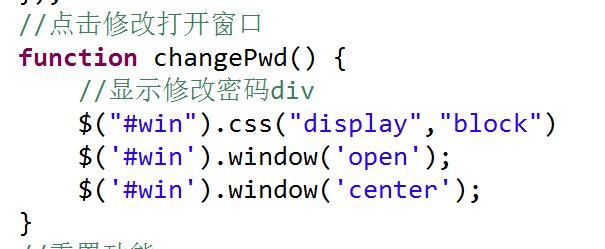 //点击修改打开窗口
function changePwd() {
    //显示修改密码div
    $("#win").css("display","block")
    $('#win').window('open');
    $('#win').window('center');
}